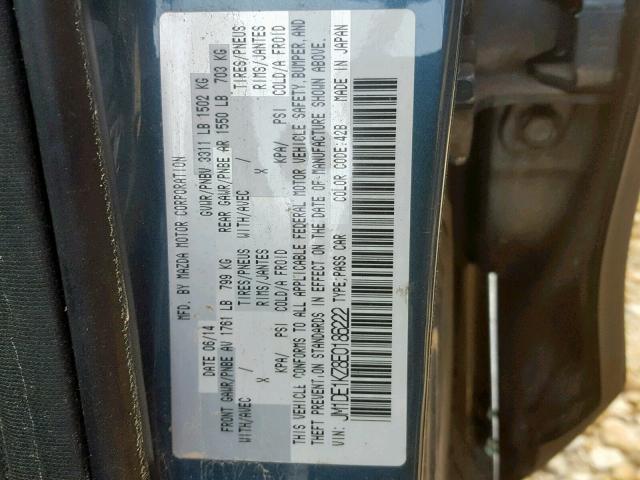 MFD. BY MAZDA MOTOR CORPORATION
DATE 06/14 GVWR/PNBV 3311 LB 1502 KG
FRONT GAWR/PNBE AV 1761 LB 799 KG REAR GAWR/PNBE AR 1550 LB 703 KG
WITH/AVEC TIRES/PNEUS WITH/AVEC TIRES/PNEUS
X RIMS/JANTES X RIMS/JANTES
KPA/ PSI COLD/A FROID KPA/ PSI COLD/A FROID
THIS VEHICLE CONFORMS TO ALL APPLICABLE FEDERAL MOTOR VEHICLE SAFETY,BUMPER,AND
THEFT PREVENTION STANDARDS IN EFFECT ON THE DATE OF MANUFACTURE SHOWN ABOVE.
VIN: JM1DE1KZ8E0186222 TYPE:PASS CAR COLOR CODE:42B MADE IN JAPAN